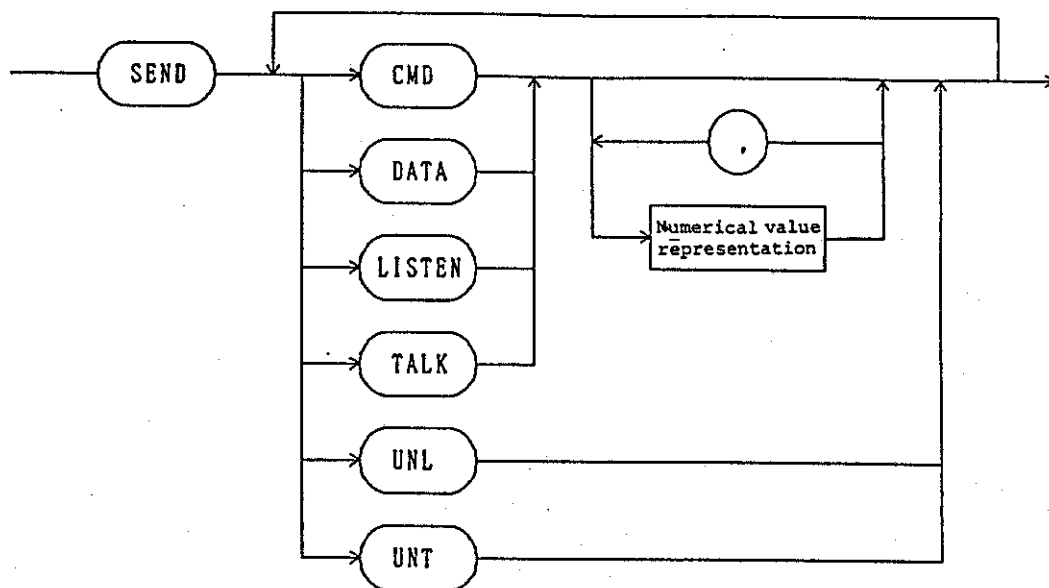 SEND
CMD
,
DATA
Numerical value
representation
LISTEN
TALK
UNL
UNT